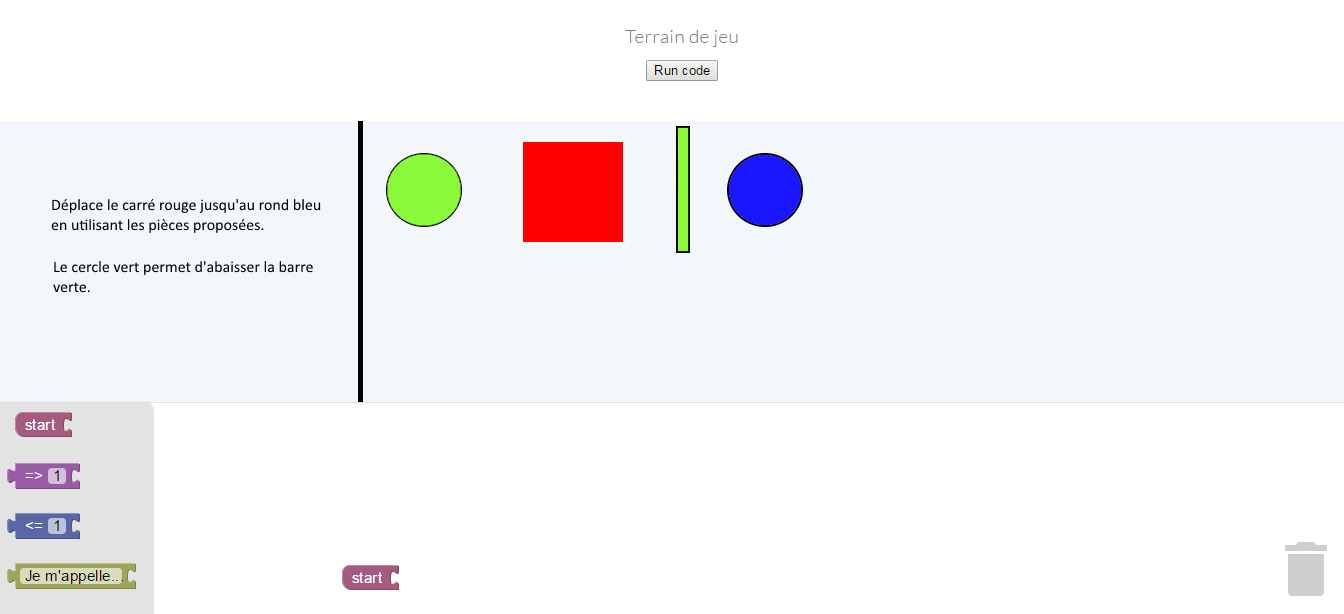 Terrain de jeu
Run code
Déplace le carré rouge jusqu'au rond bleu
en utilisant les pièces proposées.
Le cercle vert permet d'abaisser la barre
verte.
start
=> 1
<= 1
Je m'appelle...
start